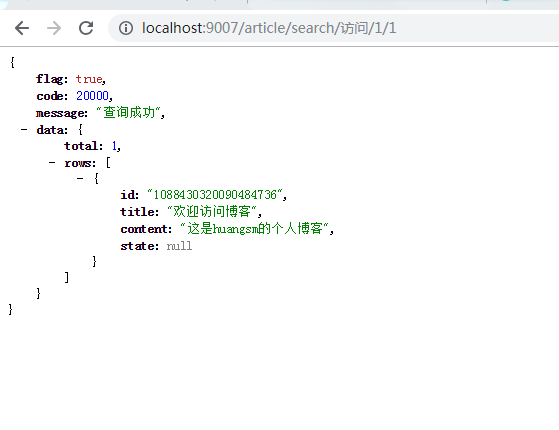 localhost:9007/article/search/访问/1/1
{
flag: true,
code: 20000,
message: "查询成功",
- data: {
total: 1,
- rows: [
- {
id: "1088430320090484736",
title: "欢迎访问博客",
content: "这是huangsm的个人博客",
state: null
}
]
}
}